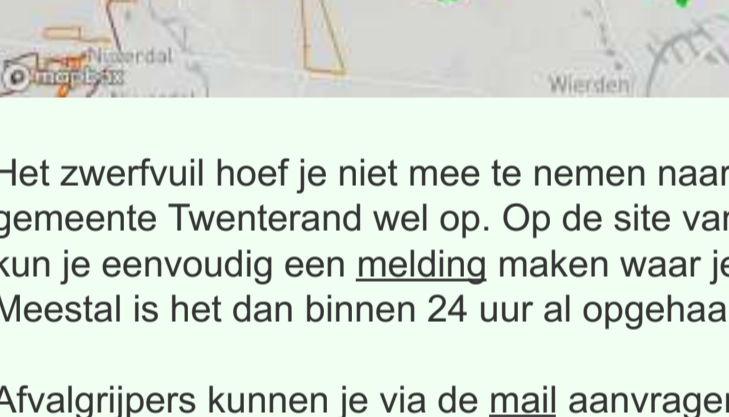 Nijverdal
mapbox
Wierden
Het zwerfvuil hoef je niet mee te nemen naar
gemeente Twenterand wel op. Op de site van
kun je eenvoudig een melding maken waar je
Meestal is het dan binnen 24 uur al opgehaa
Afvalgrijpers kunnen je via de mail aanvragen